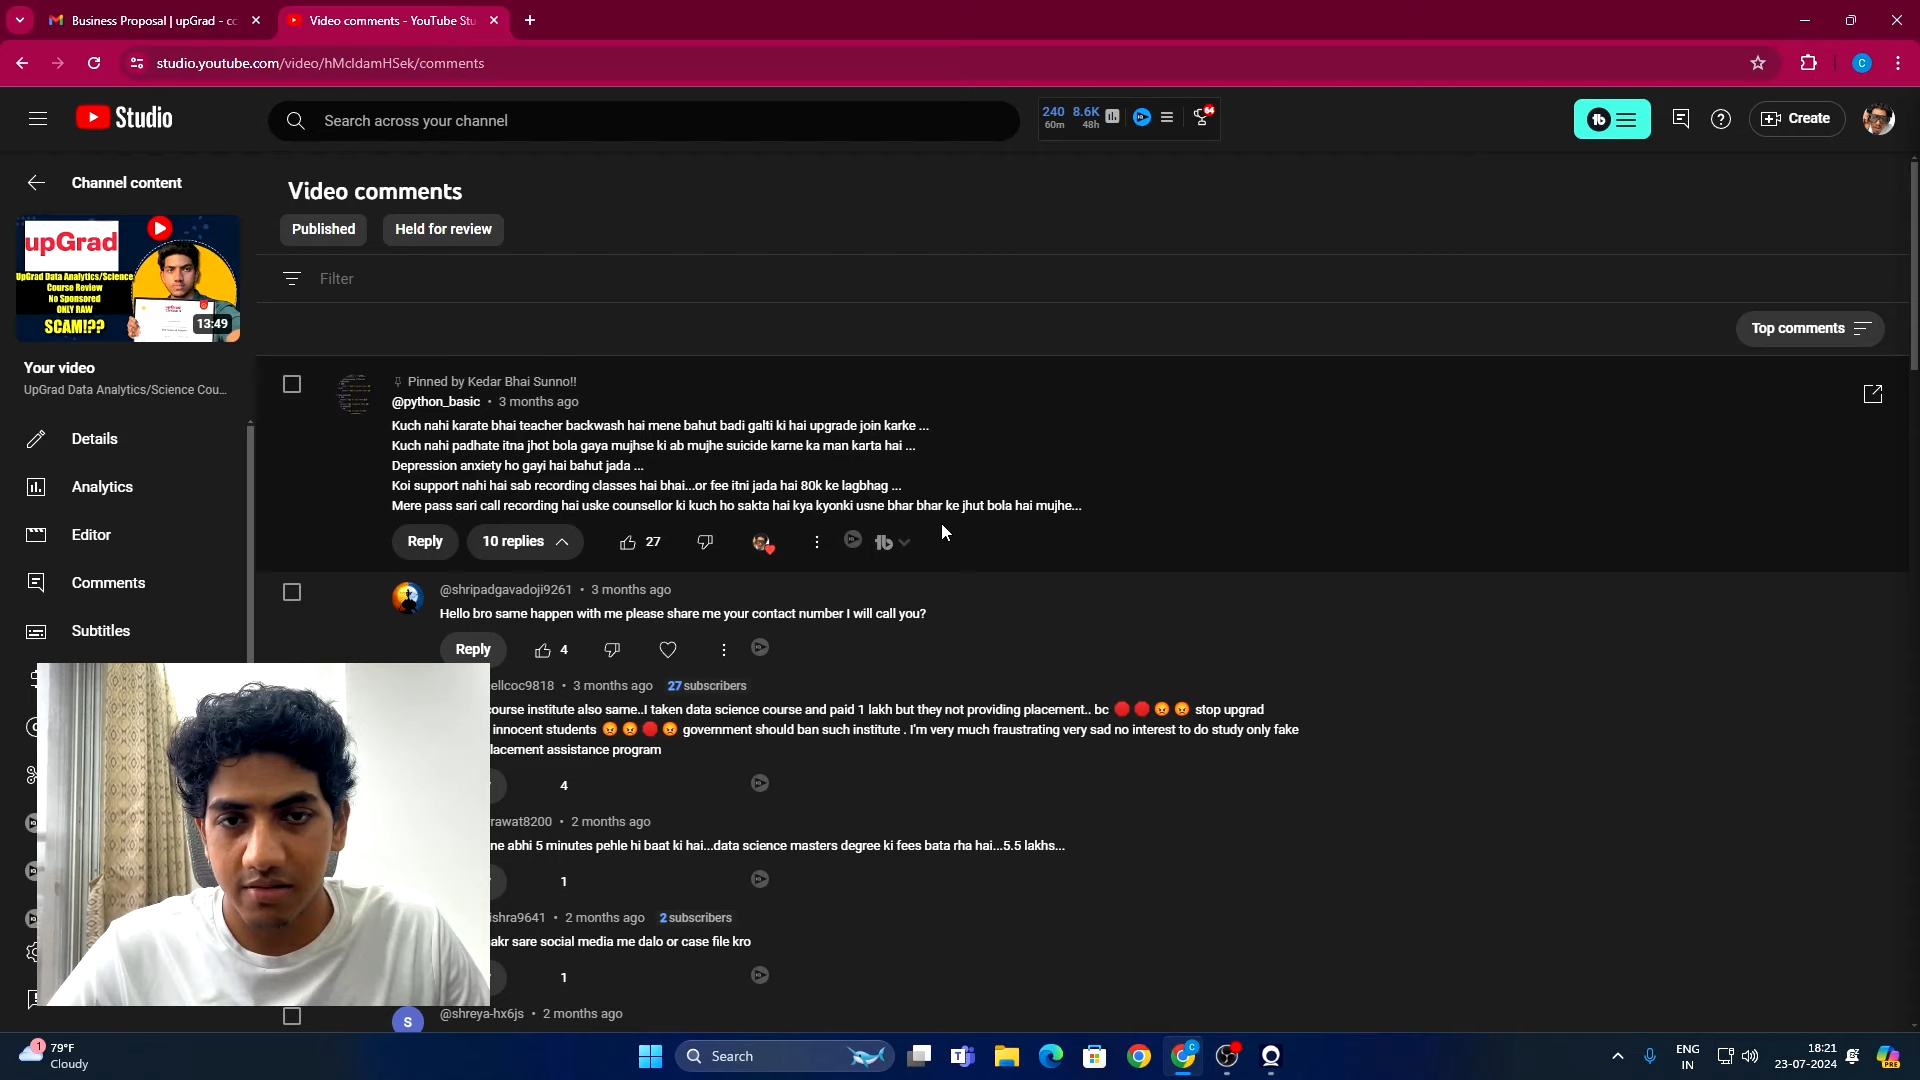 Business Proposal | upGrad - co
Video comments - YouTube Stu
studio.youtube.com/video/hMcldamHSek/comments
C
Studio
Search across your channel
240 8.6K
60m 48h
64
Create
Channel content
Video comments
Published
Held for review
Filter
Top comments
upGrad
UpGrad Data Analytics/Science
Course Review
No Sponsored
ONLY RAW
SCAM!??
13:49
Your video
UpGrad Data Analytics/Science Cou...
Details
Analytics
Editor
Comments
Subtitles
Pinned by Kedar Bhai Sunno!!
@python_basic • 3 months ago
Kuch nahi karate bhai teacher backwash hai mene bahut badi galti ki hai upgrade join karke ...
Kuch nahi padhate itna jhot bola gaya mujhse ki ab mujhe suicide karne ka man karta hai ...
Depression anxiety ho gayi hai bahut jada ...
Koi support nahi hai sab recording classes hai bhai...or fee itni jada hai 80k ke lagbhag ...
Mere pass sari call recording hai uske counsellor ki kuch ho sakta hai kya kyonki usne bhar bhar ke jhut bola hai mujhe...
Reply 10 replies 27
@shripadgavadoji9261 • 3 months ago
Hello bro same happen with me please share me your contact number I will call you?
Reply 4
ellcoc9818 • 3 months ago 27 subscribers
course institute also same..I taken data science course and paid 1 lakh but they not providing placement.. bc 🛑 🛑 😡 😡 stop upgrad
innocent students 😡 😡 🛑 😡 government should ban such institute . I'm very much fraustrating very sad no interest to do study only fake
lacement assistance program
4
rawat8200 • 2 months ago
ne abhi 5 minutes pehle hi baat ki hai...data science masters degree ki fees bata rha hai...5.5 lakhs...
1
ishra9641 • 2 months ago 2 subscribers
akr sare social media me dalo or case file kro
1
S
@shreya-hx6js • 2 months ago
1
79°F
Cloudy
Search
C
ENG
IN
18:21
23-07-2024
PRE